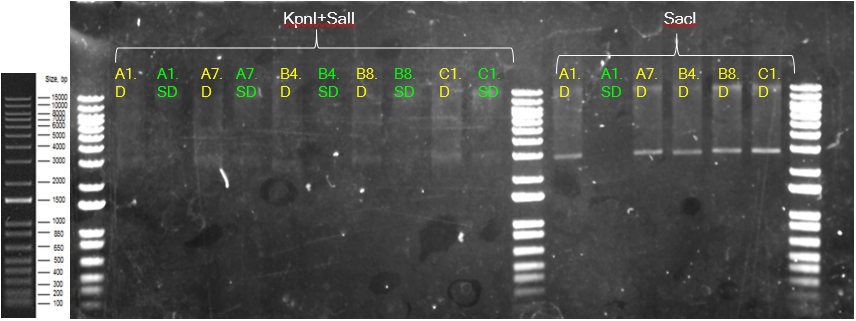 KpnI+SalI
SacI
A1. A1. A7. A7. B4. B4. B8. B8. C1. C1.
D SD D SD D SD D SD D SD
A1. A1. A7. B4. B8. C1.
D SD D D D D
Size, bp
15000
10000
8000
7000
6000
5000
4000
3000
2000
1500
1000
850
650
500
400
300
200
100